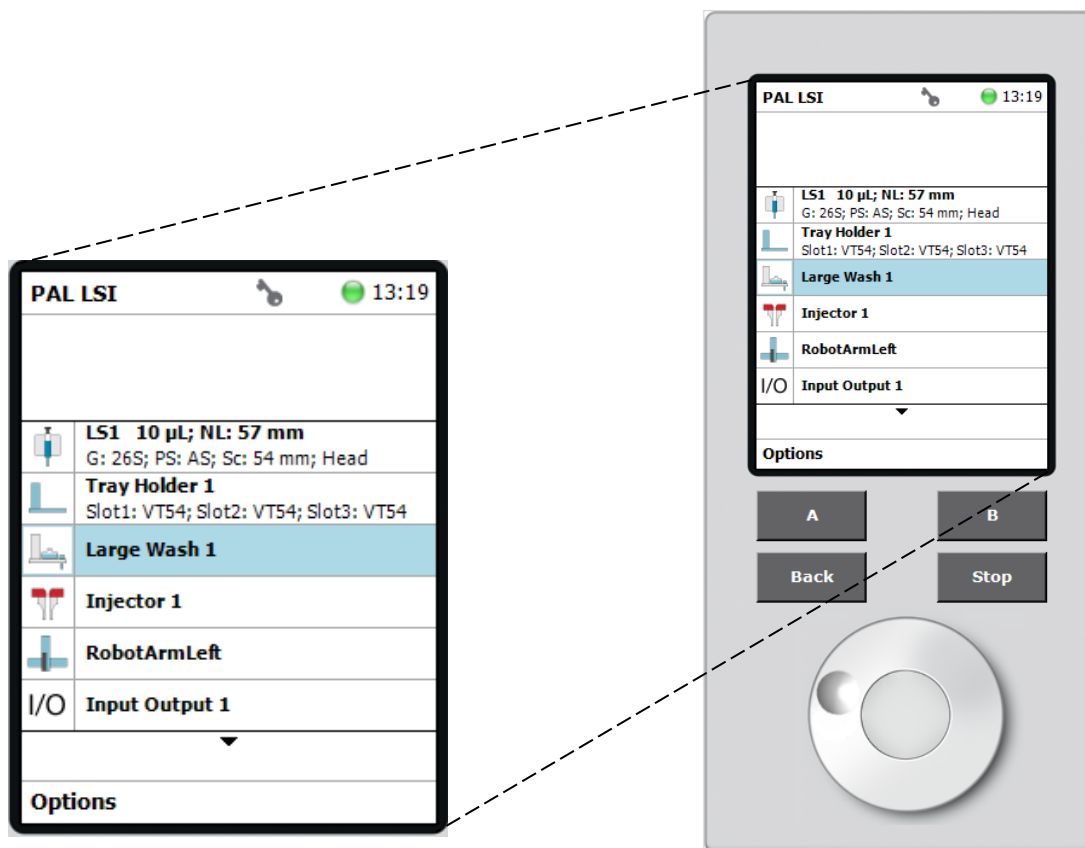 PAL LSI 13:19
LS1 10 µL; NL: 57 mm
G: 26S; PS: AS; Sc: 54 mm; Head
Tray Holder 1
Slot1: VT54; Slot2: VT54; Slot3: VT54
Large Wash 1
Injector 1
RobotArmLeft
I/O Input Output 1
Options
PAL LSI 13:19
LS1 10 µL; NL: 57 mm
G: 26S; PS: AS; Sc: 54 mm; Head
Tray Holder 1
Slot1: VT54; Slot2: VT54; Slot3: VT54
Large Wash 1
Injector 1
RobotArmLeft
I/O Input Output 1
Options
A B
Back Stop